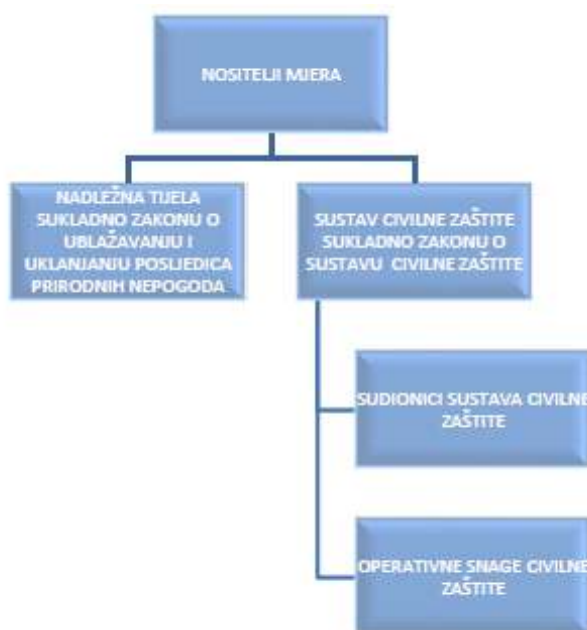 NOSITELJI MJERA
NADLEŽNA TIJELA
SUKLADNO ZAKONU O
UBLAŽAVANJU I
UKLANJANJU POSLJEDICA
PRIRODNIH NEPOGODA
SUSTAV CIVILNE ZAŠTITE
SUKLADNO ZAKONU O
SUSTAVU CIVILNE ZAŠTITE
SUDIONICI SUSTAVA CIVILNE
ZAŠTITE
OPERATIVNE SNAGE CIVILNE
ZAŠTITE